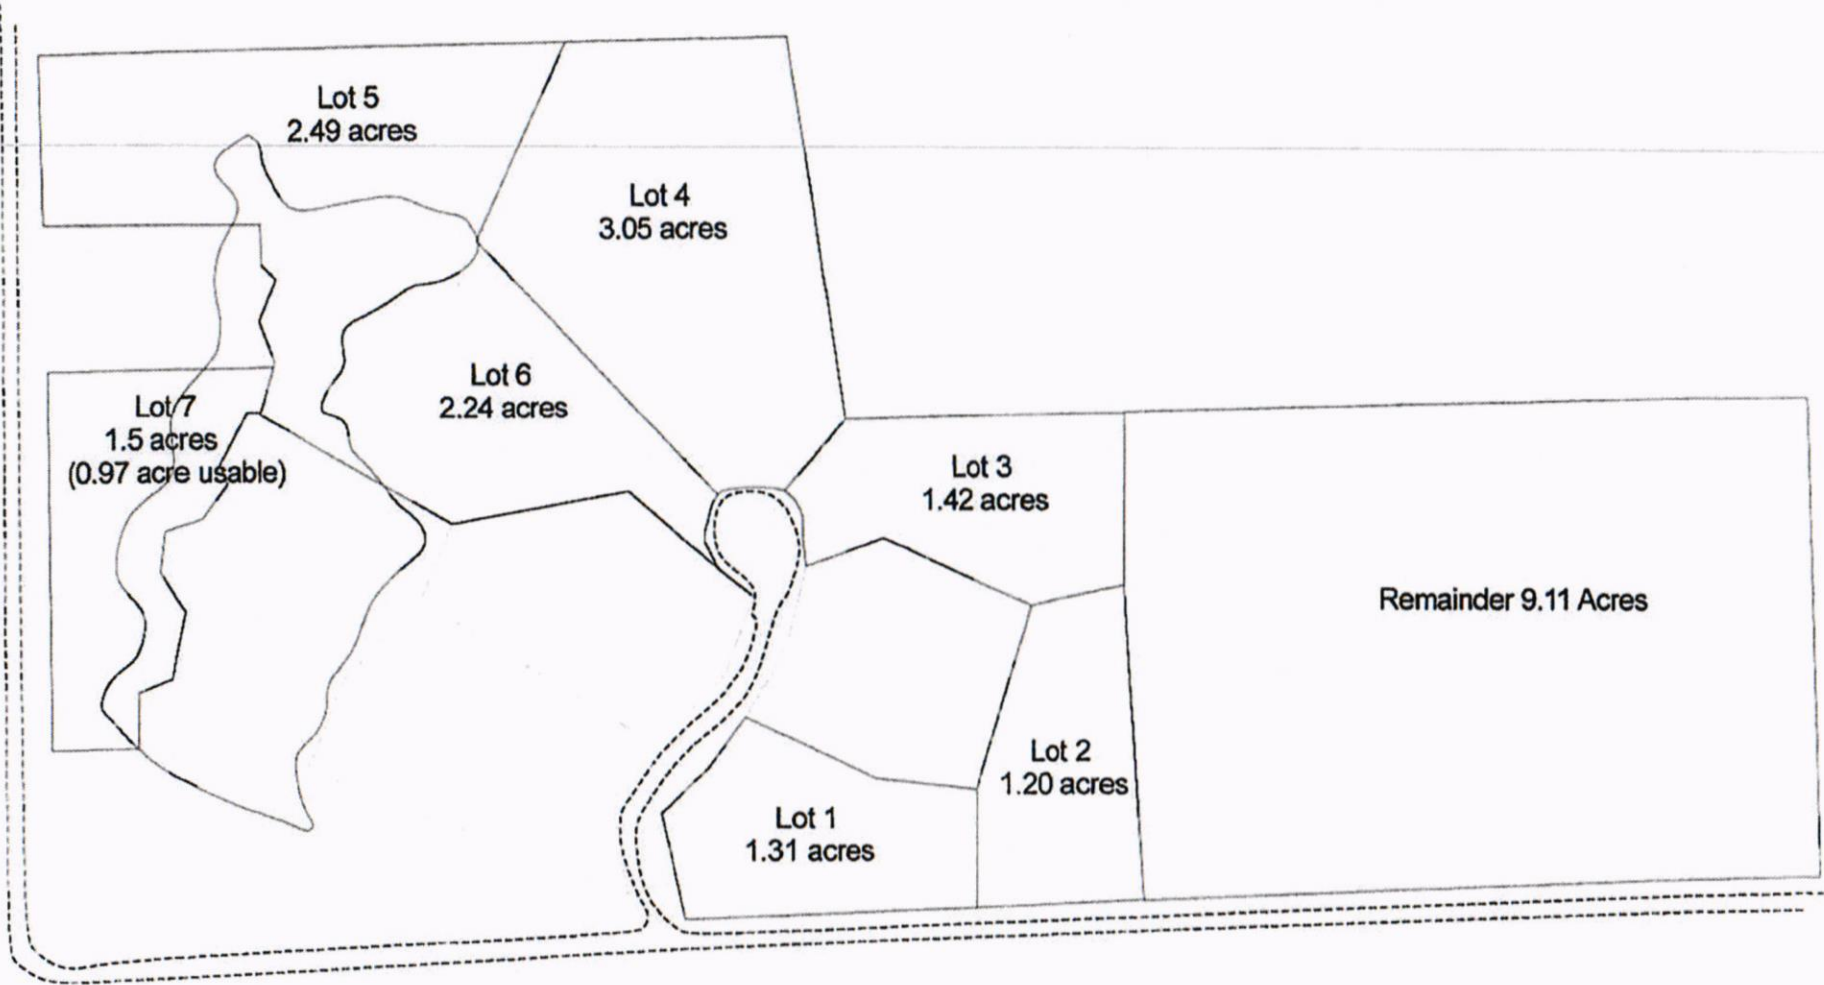 Lot 5
2.49 acres
Lot 4
3.05 acres
Lot 6
2.24 acres
Lot 7
1.5 acres
(0.97 acre usable)
Lot 3
1.42 acres
Remainder 9.11 Acres
Lot 2
1.20 acres
Lot 1
1.31 acres